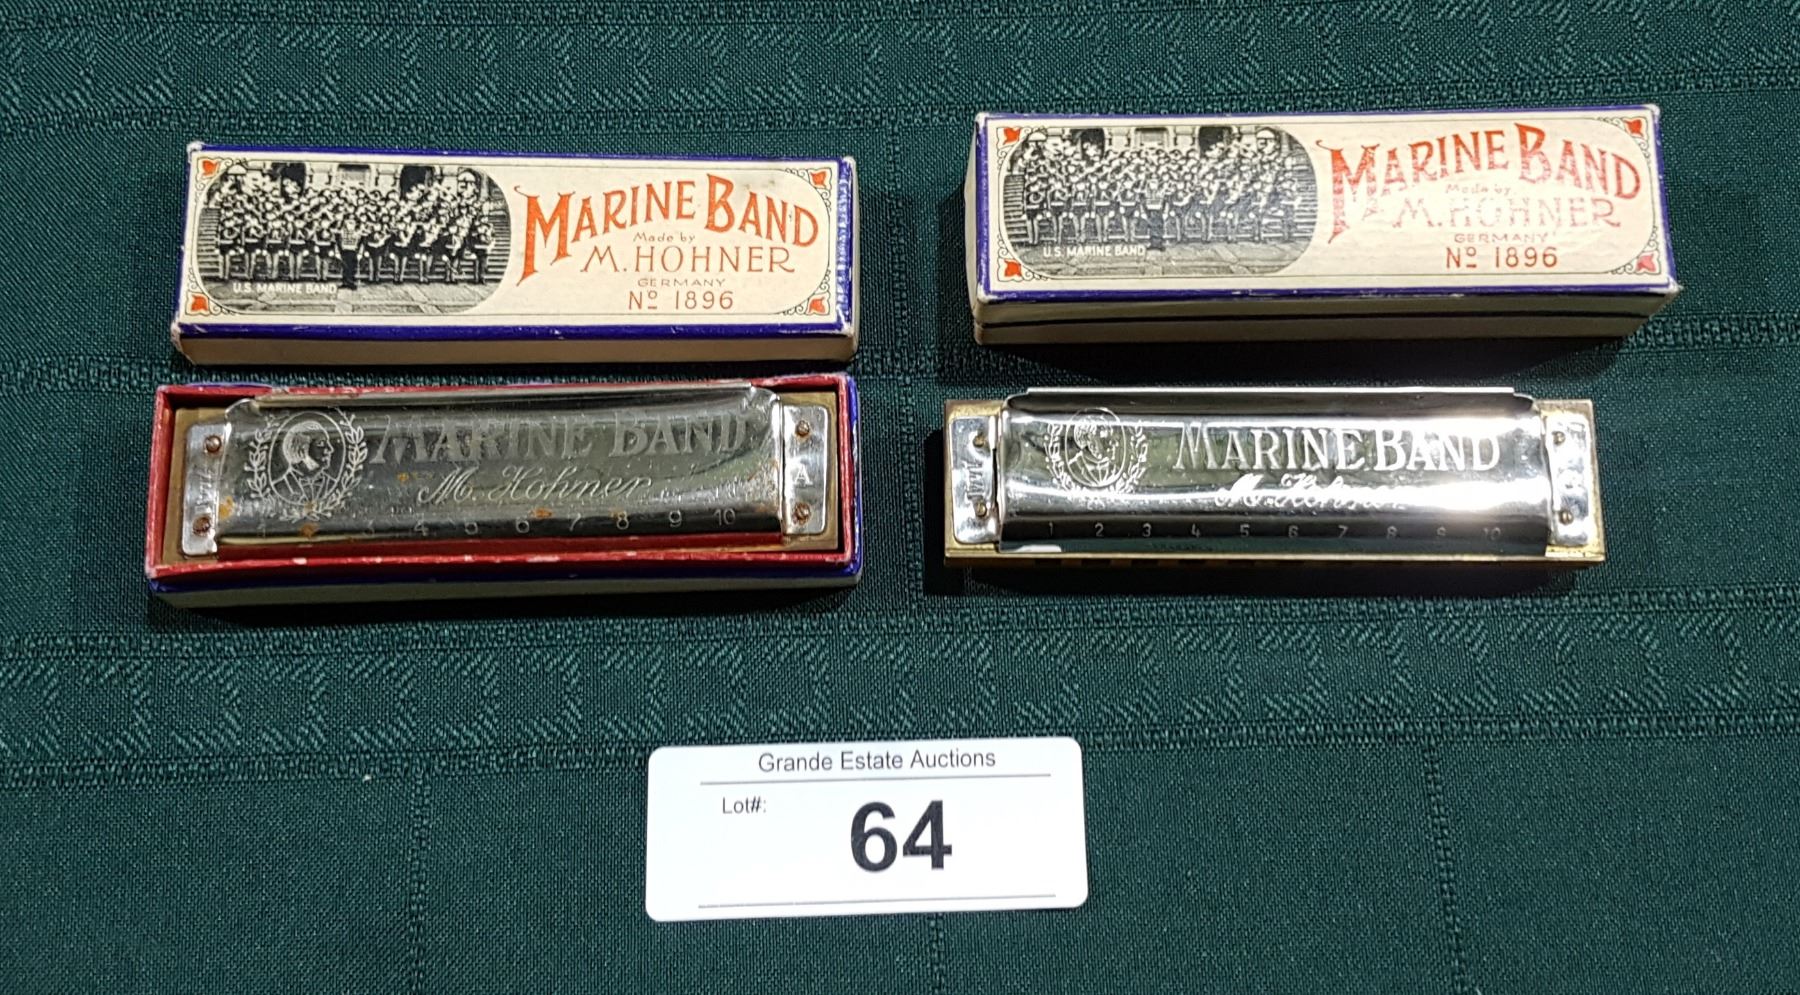 MARINE BAND
Made by
M. HOHNER
GERMANY
Nº 1896
U.S. MARINE BAND
MARINE BAND
Made by
M. HOHNER
GERMANY
Nº 1896
U.S. MARINE BAND
MARINE BAND
M. Hohner
A
3 4 5 6 7 8 9 10
MARINE BAND
M. Hohner
1 2 3 4 5 6 7 8 9 10
Grande Estate Auctions
Lot#:
64